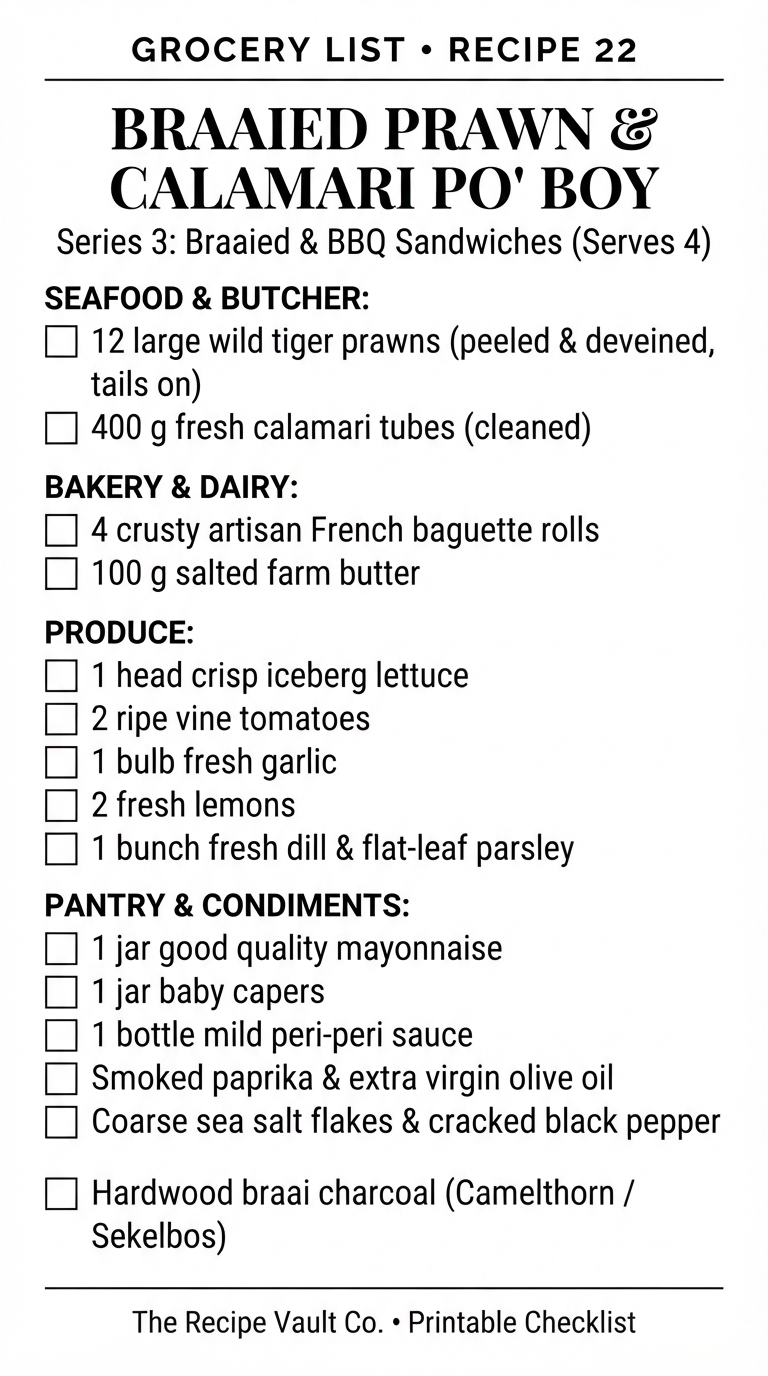 GROCERY LIST • RECIPE 22
BRAAIED PRAWN &
CALAMARI PO' BOY
Series 3: Braaied & BBQ Sandwiches (Serves 4)
SEAFOOD & BUTCHER:
12 large wild tiger prawns (peeled & deveined,
tails on)
400 g fresh calamari tubes (cleaned)
BAKERY & DAIRY:
4 crusty artisan French baguette rolls
100 g salted farm butter
PRODUCE:
1 head crisp iceberg lettuce
2 ripe vine tomatoes
1 bulb fresh garlic
2 fresh lemons
1 bunch fresh dill & flat-leaf parsley
PANTRY & CONDIMENTS:
1 jar good quality mayonnaise
1 jar baby capers
1 bottle mild peri-peri sauce
Smoked paprika & extra virgin olive oil
Coarse sea salt flakes & cracked black pepper
Hardwood braai charcoal (Camelthorn /
Sekelbos)
The Recipe Vault Co. • Printable Checklist